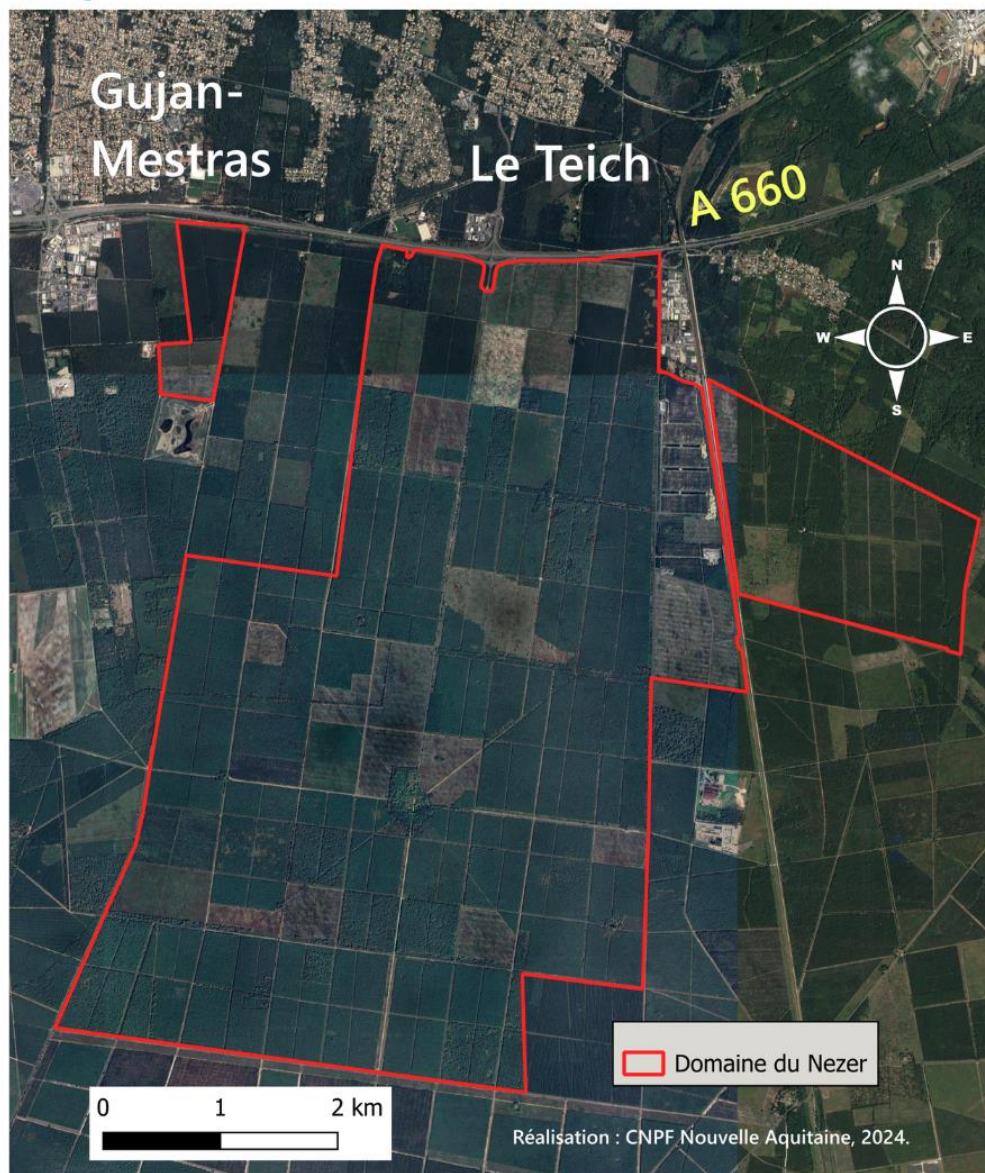 Gujan-
Mestras
Le Teich
A 660
N
W
E
S
Domaine du Nezer
0 1 2 km
Réalisation : CNPF Nouvelle Aquitaine, 2024.